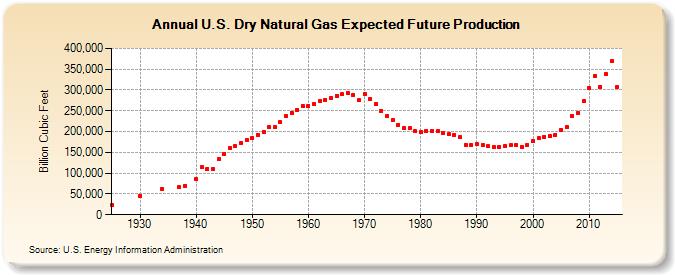 Annual U.S. Dry Natural Gas Expected Future Production
Billion Cubic Feet
400,000
350,000
300,000
250,000
200,000
150,000
100,000
50,000
0
1930 1940 1950 1960 1970 1980 1990 2000 2010
Source: U.S. Energy Information Administration